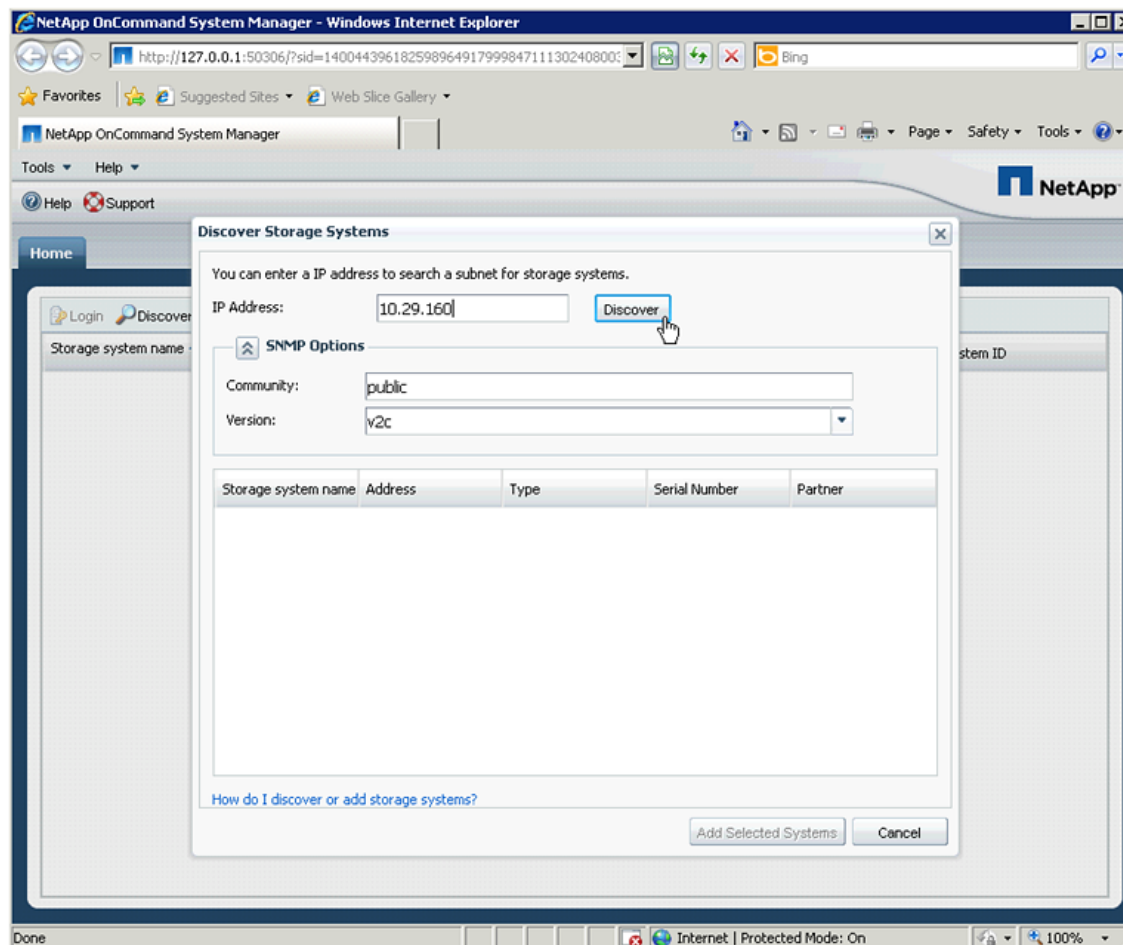 NetApp OnCommand System Manager - Windows Internet Explorer
http://127.0.0.1:50306/?sid=1400443961825989649179998471113024080
Bing
Favorites Suggested Sites Web Slice Gallery
NetApp OnCommand System Manager
Page Safety Tools
Tools Help
NetApp
Help Support
Discover Storage Systems
Home
You can enter a IP address to search a subnet for storage systems.
IP Address: 10.29.160 Discover
Login Discover
SNMP Options
Storage system name
stem ID
Community: public
Version: v2c
Storage system name Address Type Serial Number Partner
How do I discover or add storage systems?
Add Selected Systems Cancel
Done Internet | Protected Mode: On 100%